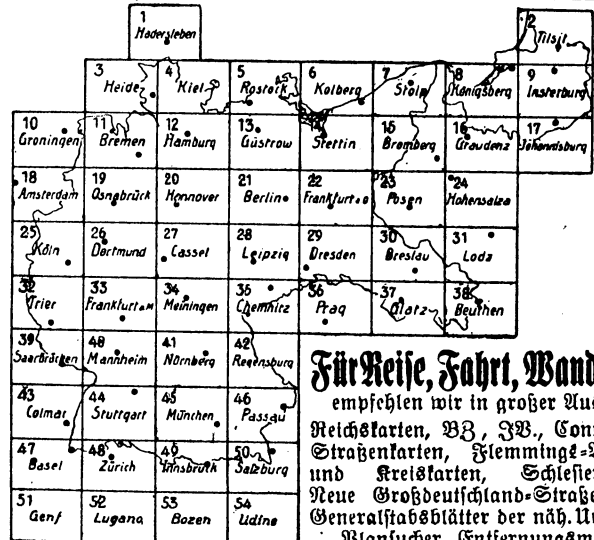 1
Hadersleben
2
Tilsit
3
Heide
4
Kiel
5
Rostock
6
Kolberg
7
Stolp
8
Königsberg
9
Insterburg
10
Groningen
11
Bremen
12
Hamburg
13
Güstrow
14
Stettin
15
Bromberg
16
Graudenz
17
Johannsburg
18
Amsterdam
19
Osnabrück
20
Hannover
21
Berlin
22
Frankfurt a O
23
Posen
24
Hohensalza
25
Köln
26
Dortmund
27
Cassel
28
Leipzig
29
Dresden
30
Breslau
31
Lodz
32
Trier
33
Frankfurt a M
34
Meiningen
35
Chemnitz
36
Prag
37
Glatz
38
Beuthen
39
Saarbrücken
40
Mannheim
41
Nürnberg
42
Regensburg
43
Colmar
44
Stuttgart
45
München
46
Passau
47
Basel
48
Zürich
49
Innsbruck
50
Salzburg
51
Genf
52
Lugano
53
Bozen
54
Udine
Für Reise, Fahrt, Wand
empfehlen wir in großer Aus
Reichskarten, BZ, JV., Con
Straßenkarten, Flemmings=
und Kreiskarten, Schlesie
Neue Großdeutschland=Straße
Generalstabsblätter der näh. U
Plansucher, Entfernungsm